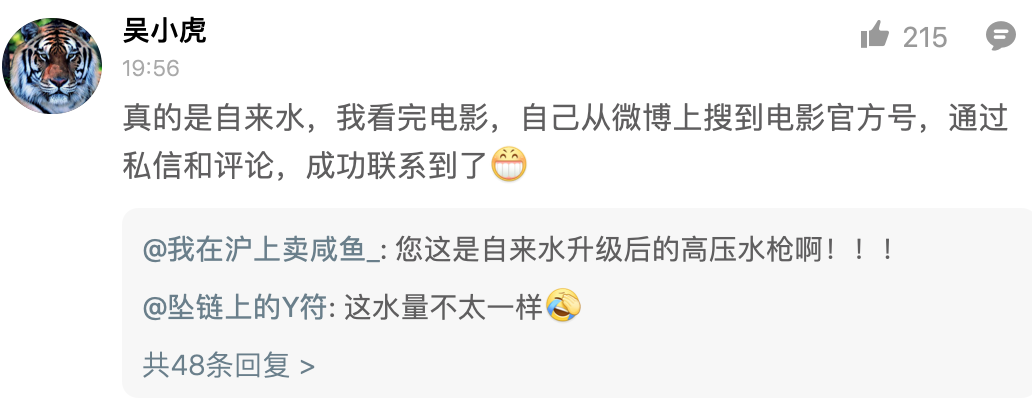 吴小虎
215
19:56
真的是自来水，我看完电影，自己从微博上搜到电影官方号，通过
私信和评论，成功联系到了😁
@我在沪上卖咸鱼_: 您这是自来水升级后的高压水枪啊！！！
@坠链上的Y符: 这水量不太一样🤣
共48条回复 >